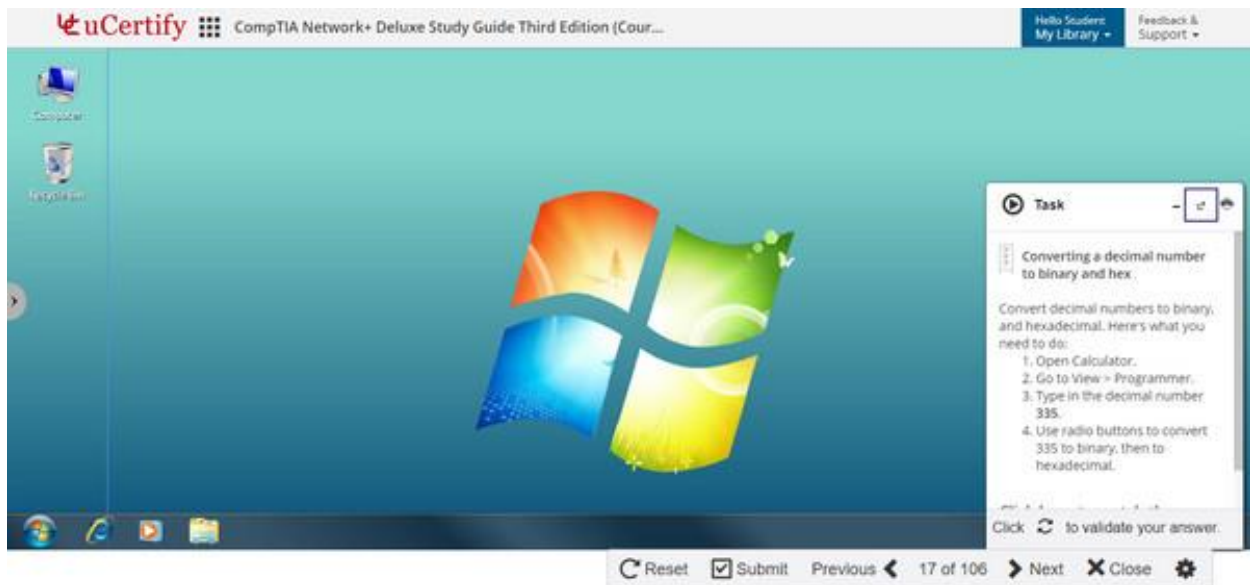 uCertify
CompTIA Network+ Deluxe Study Guide Third Edition (Cour...
Hello Student
My Library
Feedback &
Support
Computer
Recycle Bin
Task
Converting a decimal number
to binary and hex
Convert decimal numbers to binary,
and hexadecimal. Here's what you
need to do:
1. Open Calculator.
2. Go to View > Programmer.
3. Type in the decimal number
335.
4. Use radio buttons to convert
335 to binary, then to
hexadecimal.
Click to validate your answer.
Reset Submit Previous 17 of 106 Next Close